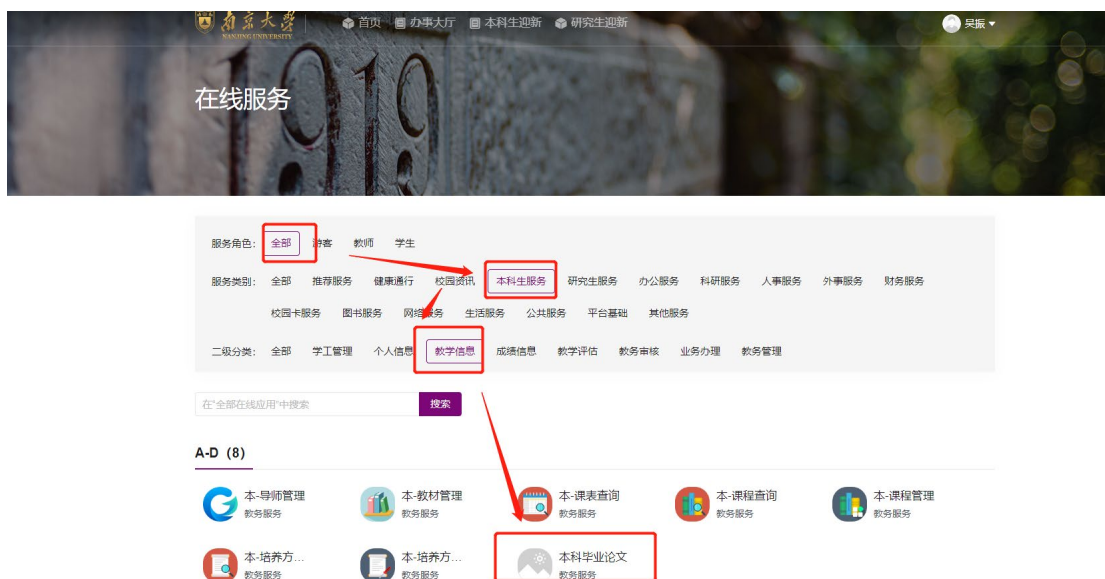 南京大学 首页 办事大厅 本科生迎新 研究生迎新 吴振
NANJING UNIVERSITY
在线服务
服务角色: 全部 游客 教师 学生
服务类别: 全部 推荐服务 健康通行 校园资讯 本科生服务 研究生服务 办公服务 科研服务 人事服务 外事服务 财务服务
校园卡服务 图书服务 网络服务 生活服务 公共服务 平台基础 其他服务
二级分类: 全部 学工管理 个人信息 教学信息 成绩信息 教学评估 教务审核 业务办理 教务管理
在"全部在线应用"中搜索 搜索
A-D (8)
本-导师管理 本-教材管理 本-课表查询 本-课程查询 本-课程管理
教务服务 教务服务 教务服务 教务服务 教务服务
本-培养方... 本-培养方... 本科毕业论文
教务服务 教务服务 教务服务